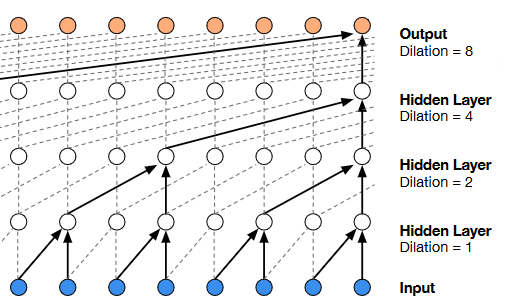 Output
Dilation = 8
Hidden Layer
Dilation = 4
Hidden Layer
Dilation = 2
Hidden Layer
Dilation = 1
Input